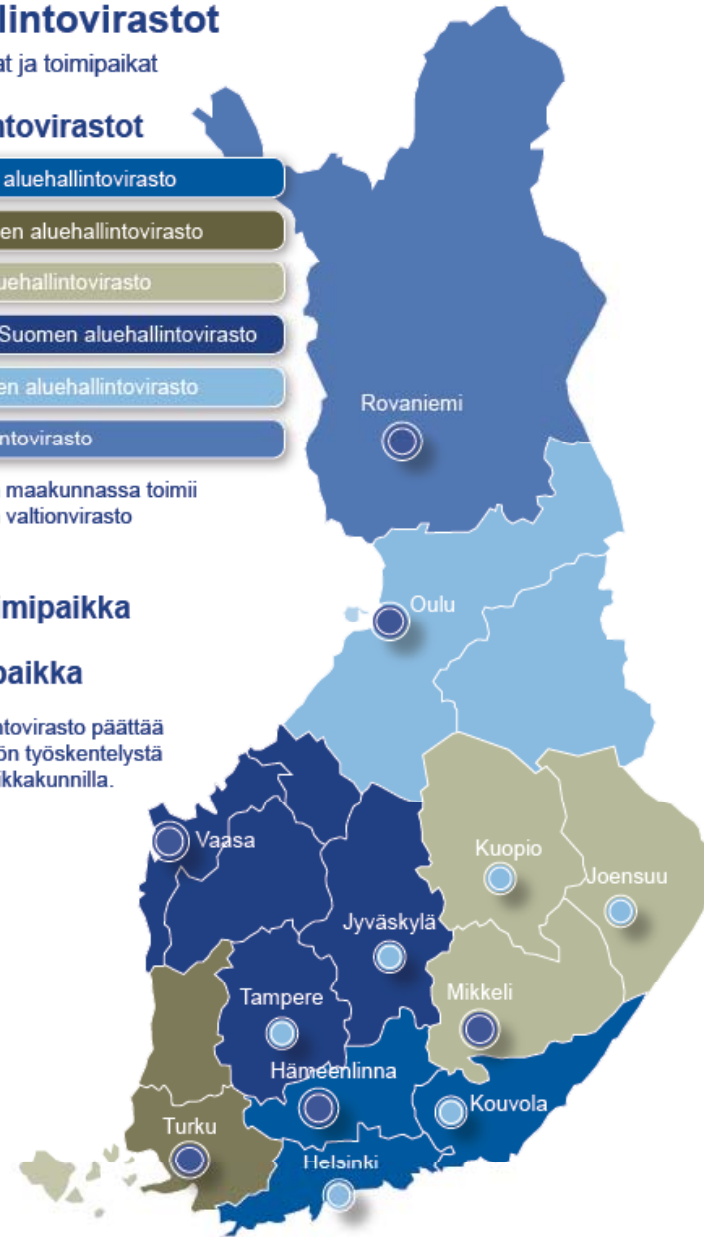 llintovirastot
at ja toimipaikat
ntovirastot
aluehallintovirasto
en aluehallintovirasto
uehallintovirasto
Suomen aluehallintovirasto
en aluehallintovirasto
ntovirasto
maakunnassa toimii
valtionvirasto
imipaikka
paikka
ntovirasto päättää
ön työskentelystä
ikkakunnilla.
Rovaniemi
Oulu
Vaasa
Kuopio
Joensuu
Jyväskylä
Tampere
Mikkeli
Hämeenlinna
Kouvola
Turku
Helsinki